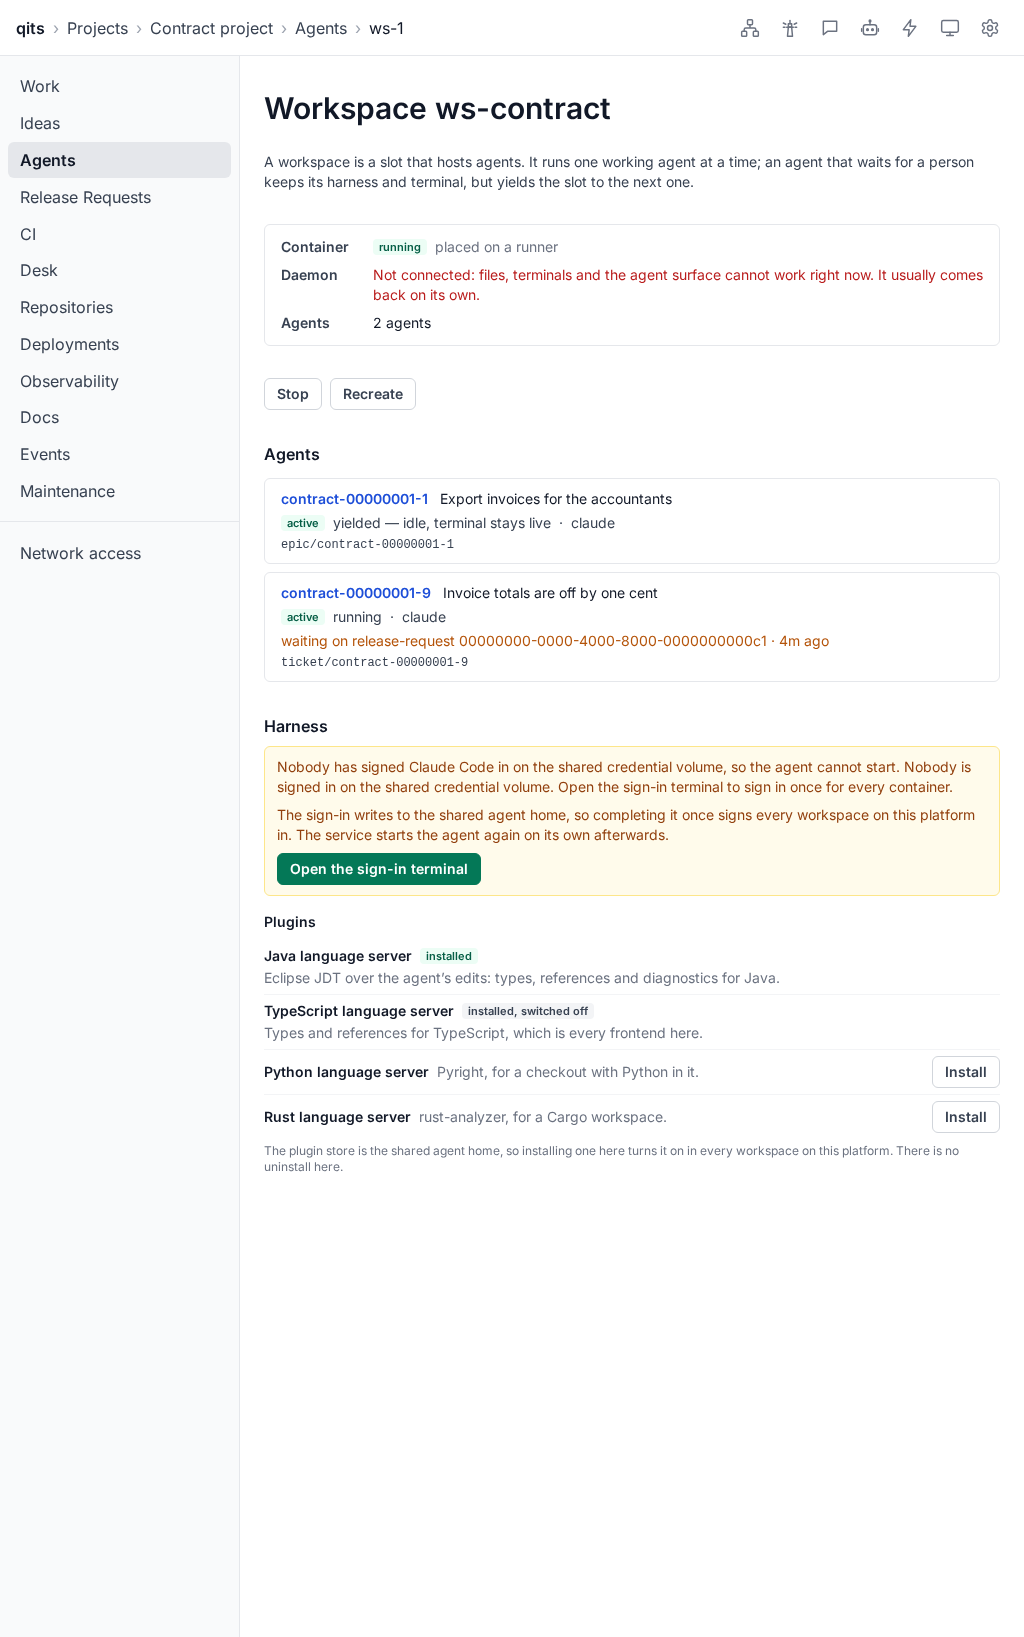 qits › Projects › Contract project › Agents › ws-1
Work
Ideas
Agents
Release Requests
CI
Desk
Repositories
Deployments
Observability
Docs
Events
Maintenance
Network access
Workspace ws-contract
A workspace is a slot that hosts agents. It runs one working agent at a time; an agent that waits for a person
keeps its harness and terminal, but yields the slot to the next one.
Container running placed on a runner
Daemon Not connected: files, terminals and the agent surface cannot work right now. It usually comes
back on its own.
Agents 2 agents
Stop Recreate
Agents
contract-00000001-1 Export invoices for the accountants
active yielded — idle, terminal stays live · claude
epic/contract-00000001-1
contract-00000001-9 Invoice totals are off by one cent
active running · claude
waiting on release-request 00000000-0000-4000-8000-0000000000c1 · 4m ago
ticket/contract-00000001-9
Harness
Nobody has signed Claude Code in on the shared credential volume, so the agent cannot start. Nobody is
signed in on the shared credential volume. Open the sign-in terminal to sign in once for every container.
The sign-in writes to the shared agent home, so completing it once signs every workspace on this platform
in. The service starts the agent again on its own afterwards.
Open the sign-in terminal
Plugins
Java language server installed
Eclipse JDT over the agent’s edits: types, references and diagnostics for Java.
TypeScript language server installed, switched off
Types and references for TypeScript, which is every frontend here.
Python language server Pyright, for a checkout with Python in it. Install
Rust language server rust-analyzer, for a Cargo workspace. Install
The plugin store is the shared agent home, so installing one here turns it on in every workspace on this platform. There is no
uninstall here.